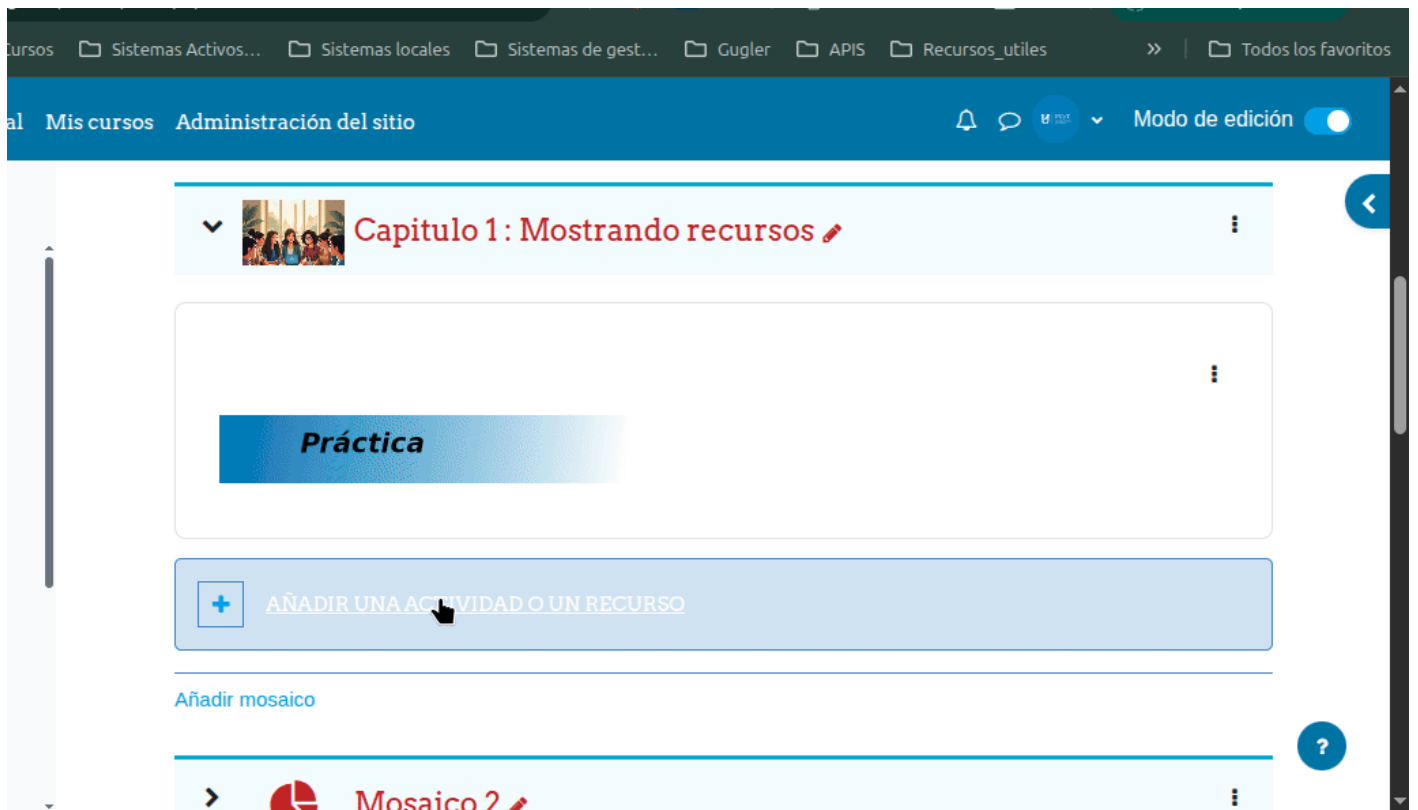 Cursos
Sistemas Activos...
Sistemas locales
Sistemas de gest...
Gugler
APIS
Recursos_utiles
»
Todos los favoritos
al
Mis cursos
Administración del sitio
Modo de edición
Capitulo 1: Mostrando recursos
Práctica
AÑADIR UNA ACTIVIDAD O UN RECURSO
Añadir mosaico
?
Mosaico 2